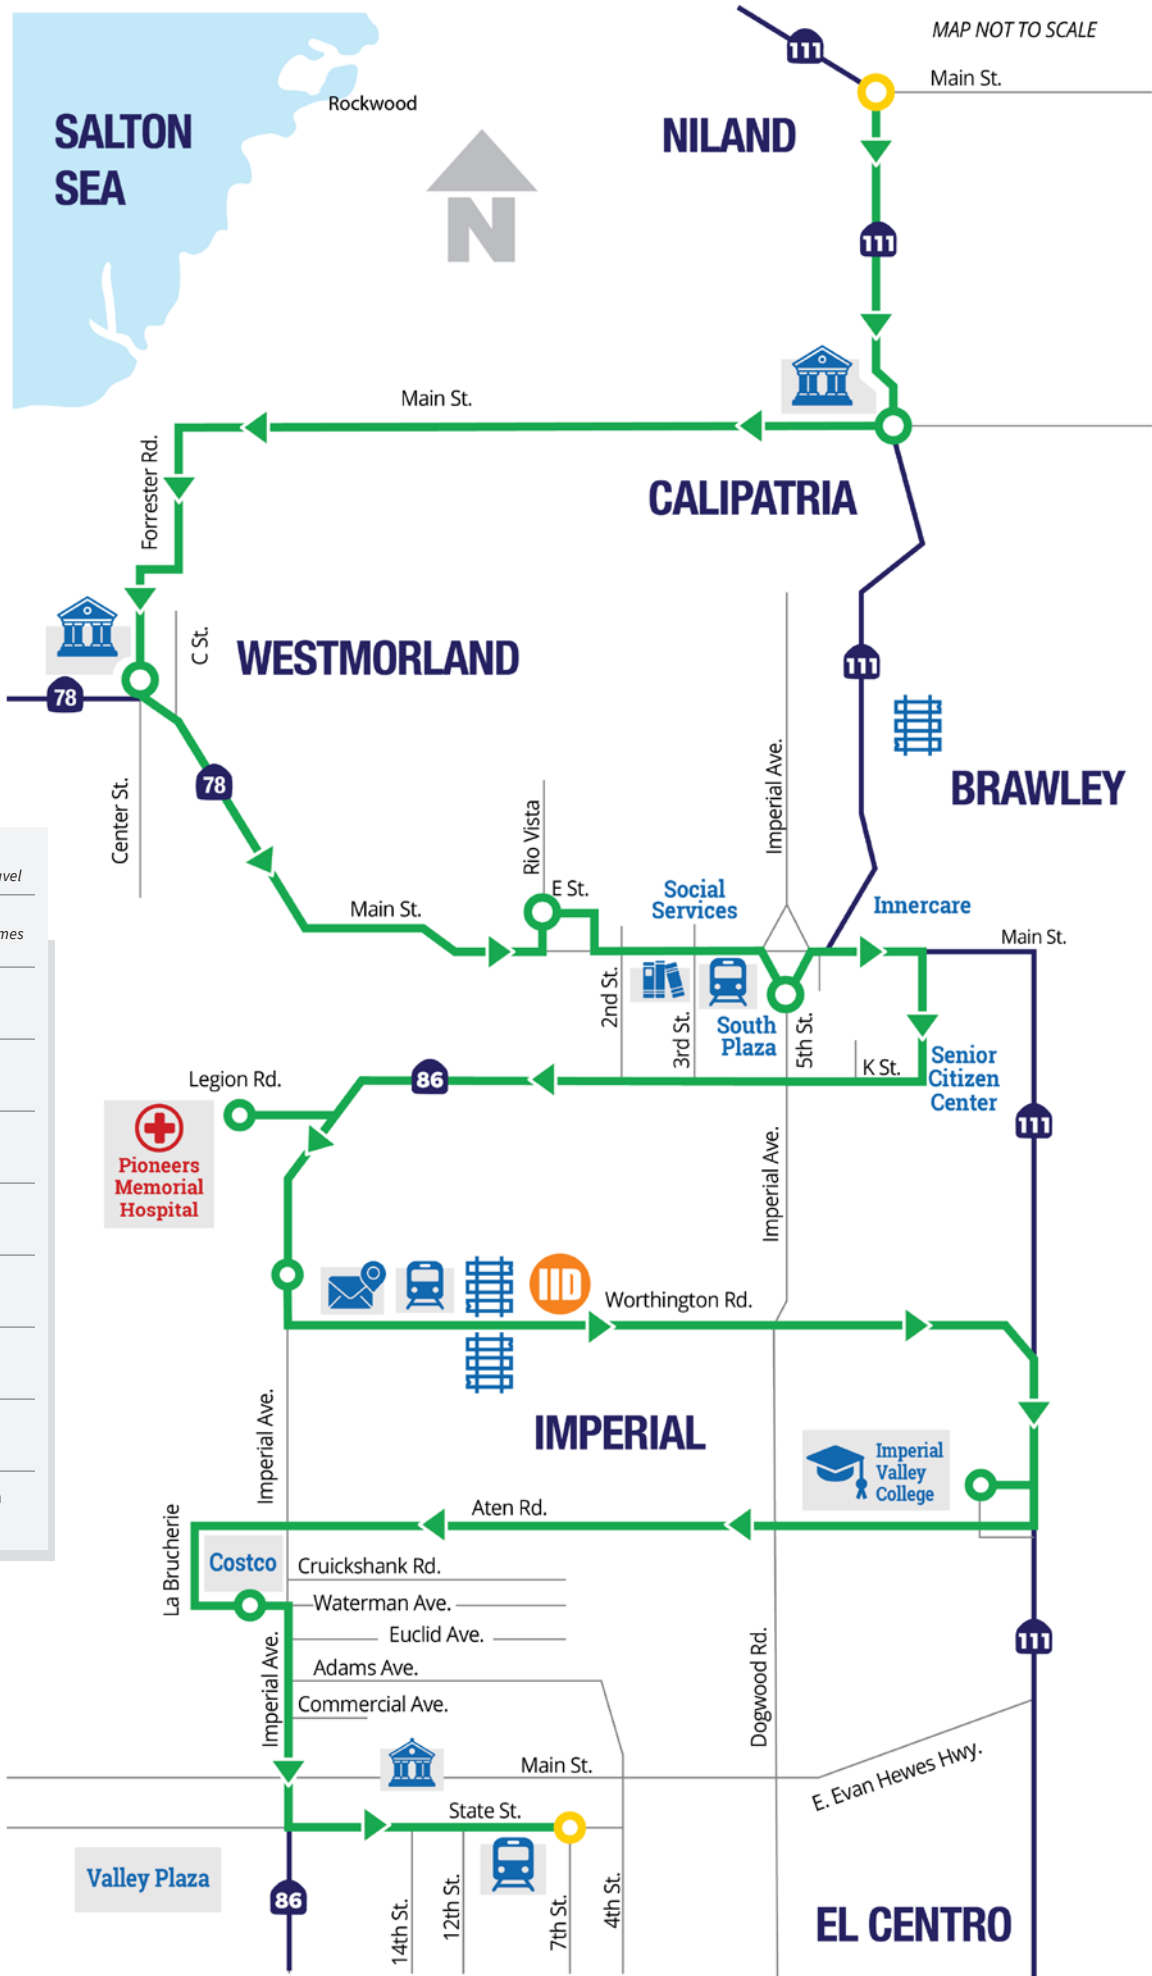 MAP NOT TO SCALE
111
Main St.
Rockwood
SALTON
SEA
NILAND
N
111
Main St.
CALIPATRIA
Forrester Rd.
C St.
WESTMORLAND
111
78
78
Imperial Ave.
BRAWLEY
Center St.
Rio Vista
E St.
Social
Services
Innercare
Main St.
Main St.
2nd St.
3rd St.
South
Plaza
5th St.
K St.
Senior
Citizen
Center
86
Legion Rd.
111
Pioneers
Memorial
Hospital
Imperial Ave.
IID
Worthington Rd.
Imperial Ave.
IMPERIAL
Imperial
Valley
College
Aten Rd.
La Brucherie
Costco
Cruickshank Rd.
Waterman Ave.
Euclid Ave.
Imperial Ave.
Adams Ave.
Commercial Ave.
Dogwood Rd.
111
Main St.
E. Evan Hewes Hwy.
State St.
Valley Plaza
86
14th St.
12th St.
7th St.
4th St.
EL CENTRO